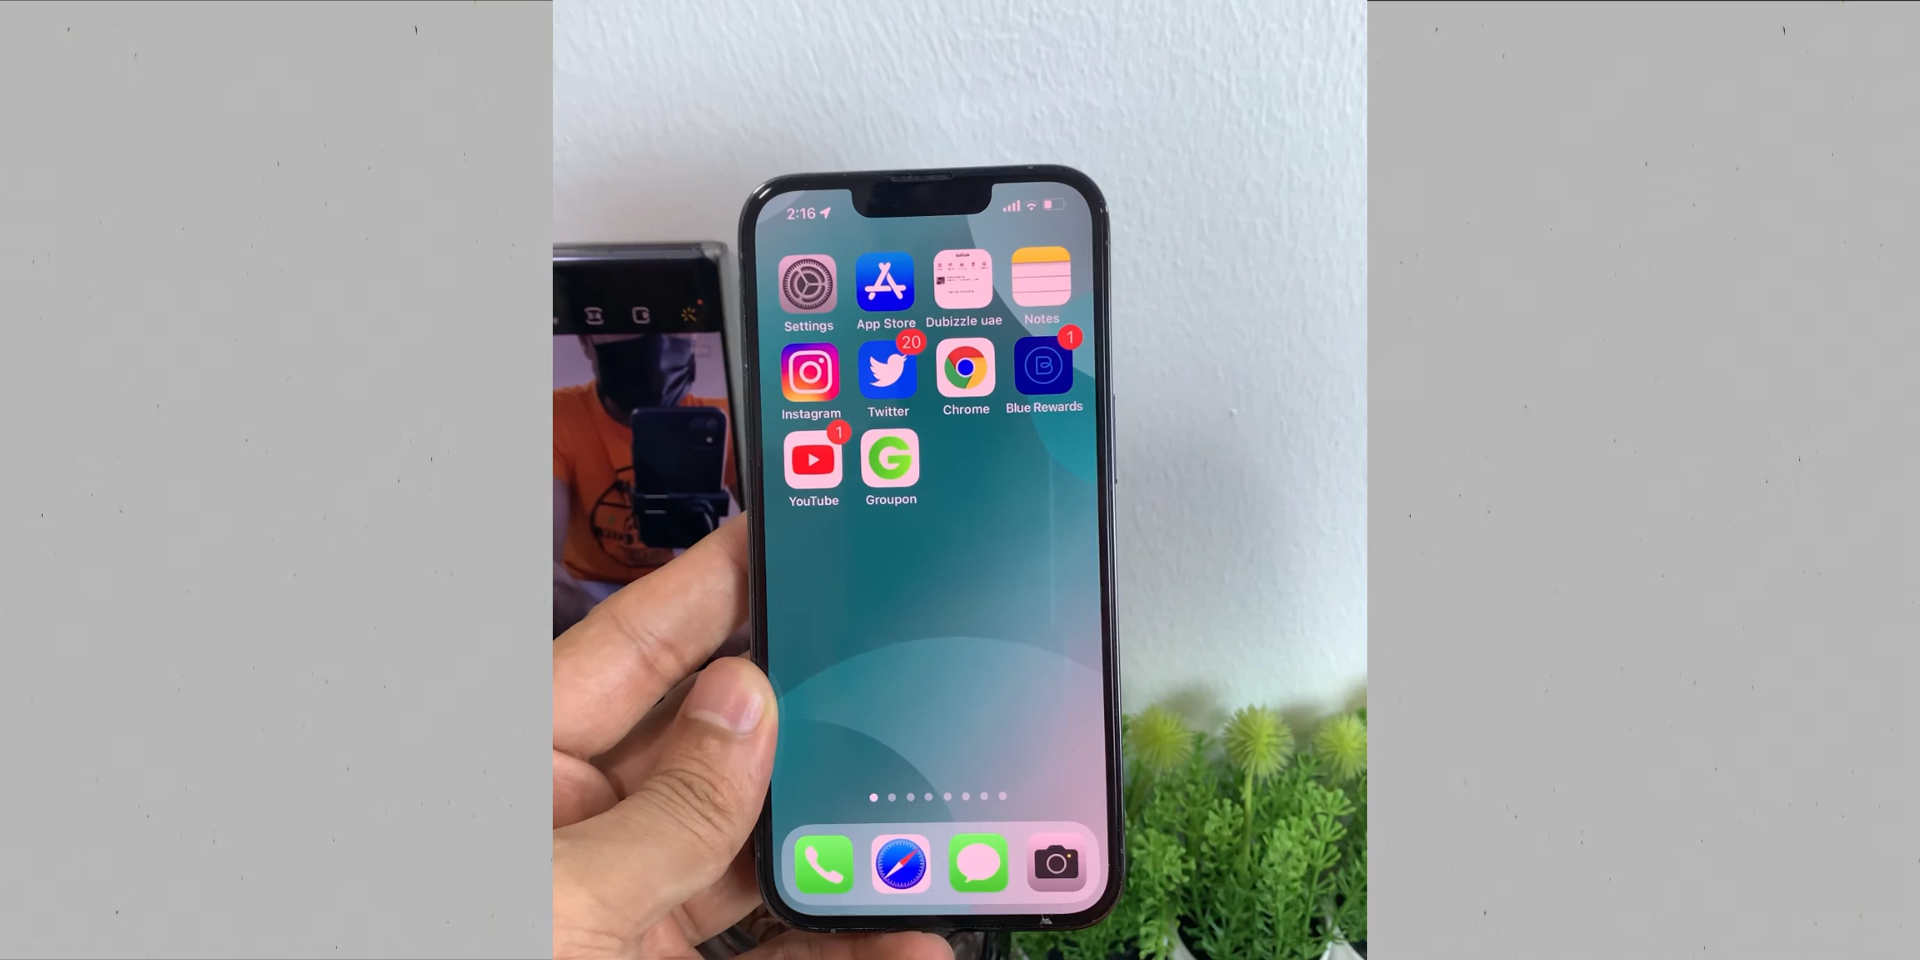 2:16
Settings App Store Dubizzle uae Notes
20 1
Instagram Twitter Chrome Blue Rewards
1
YouTube Groupon